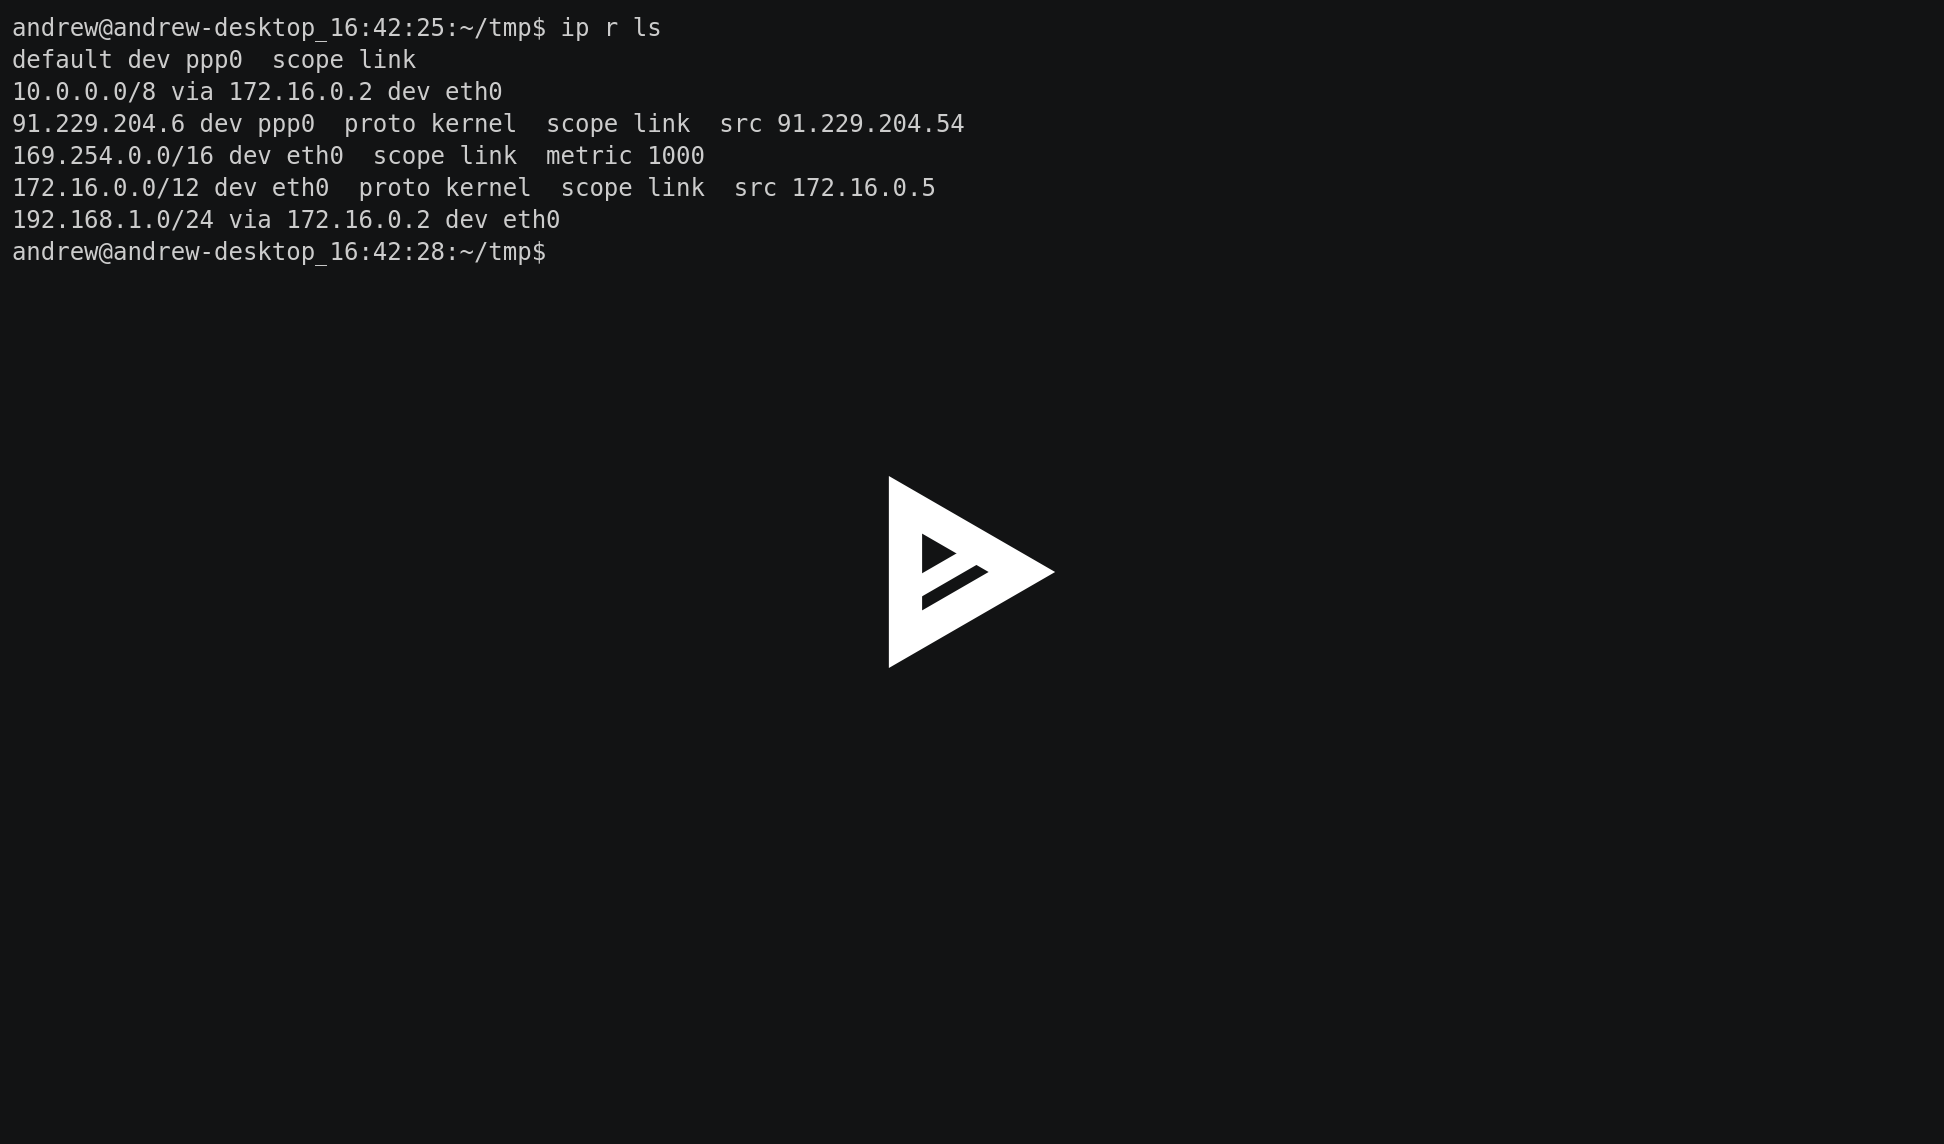 andrew@andrew-desktop_16:42:25:~/tmp$ ip r ls
default dev ppp0  scope link
10.0.0.0/8 via 172.16.0.2 dev eth0
91.229.204.6 dev ppp0  proto kernel  scope link  src 91.229.204.54
169.254.0.0/16 dev eth0  scope link  metric 1000
172.16.0.0/12 dev eth0  proto kernel  scope link  src 172.16.0.5
192.168.1.0/24 via 172.16.0.2 dev eth0
andrew@andrew-desktop_16:42:28:~/tmp$